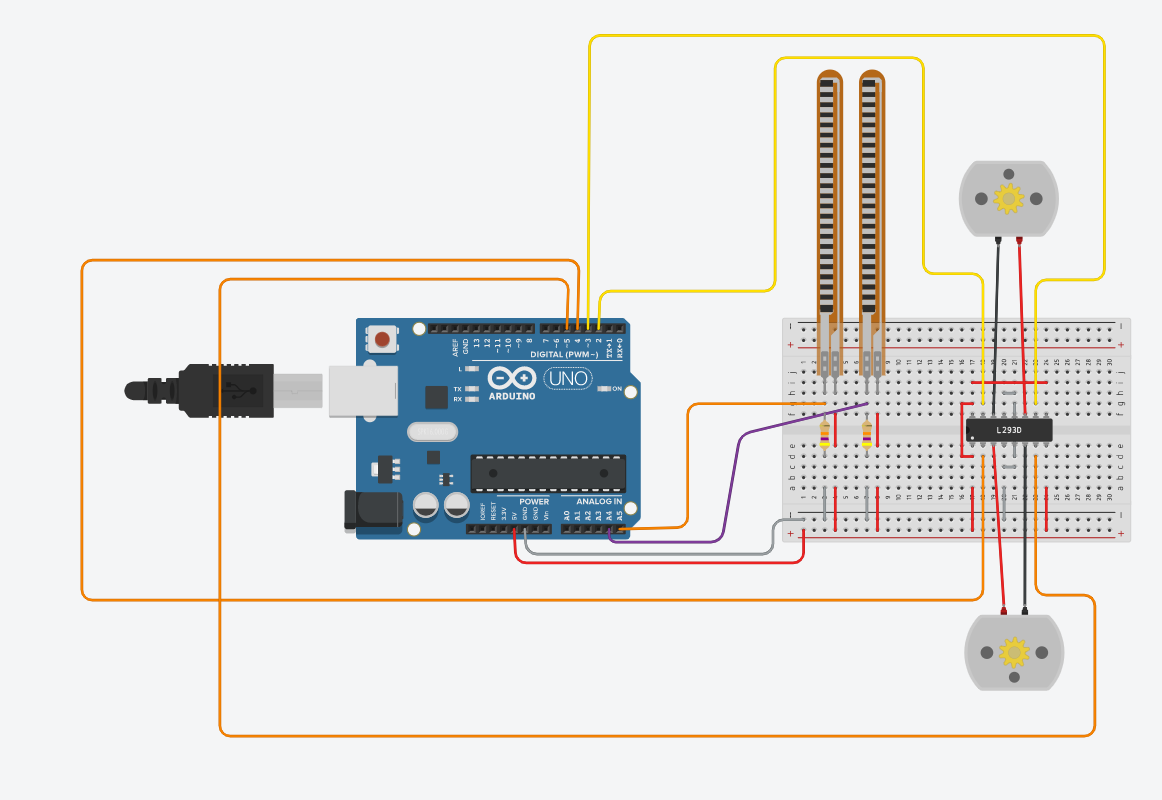 AREF
GND
13
12
~11
~10
~9
8
7
~6
~5
4
~3
2
TX→1
RX←0
DIGITAL (PWM~)
L
TX
RX
UNO
ON
ARDUINO
POWER
ANALOG IN
IOREF
RESET
3.3V
5V
GND
GND
Vin
A0
A1
A2
A3
A4
A5
L293D